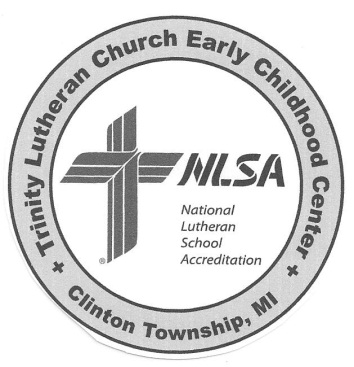 Trinity Lutheran Church Early Childhood Center
NLSA
National
Lutheran
School
Accreditation
®
Clinton Township, MI